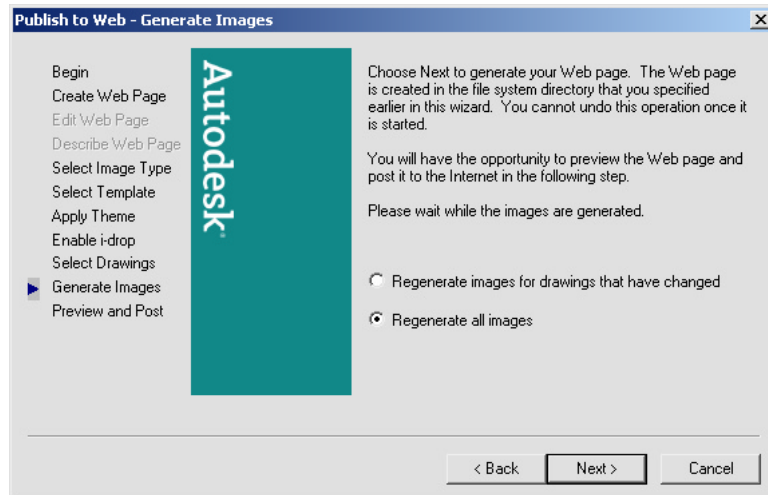 Publish to Web - Generate Images
Begin
Create Web Page
Edit Web Page
Describe Web Page
Select Image Type
Select Template
Apply Theme
Enable i-drop
Select Drawings
Generate Images
Preview and Post
Autodesk
Choose Next to generate your Web page. The Web page
is created in the file system directory that you specified
earlier in this wizard. You cannot undo this operation once it
is started.
You will have the opportunity to preview the Web page and
post it to the Internet in the following step.
Please wait while the images are generated.
Regenerate images for drawings that have changed
Regenerate all images
< Back
Next >
Cancel